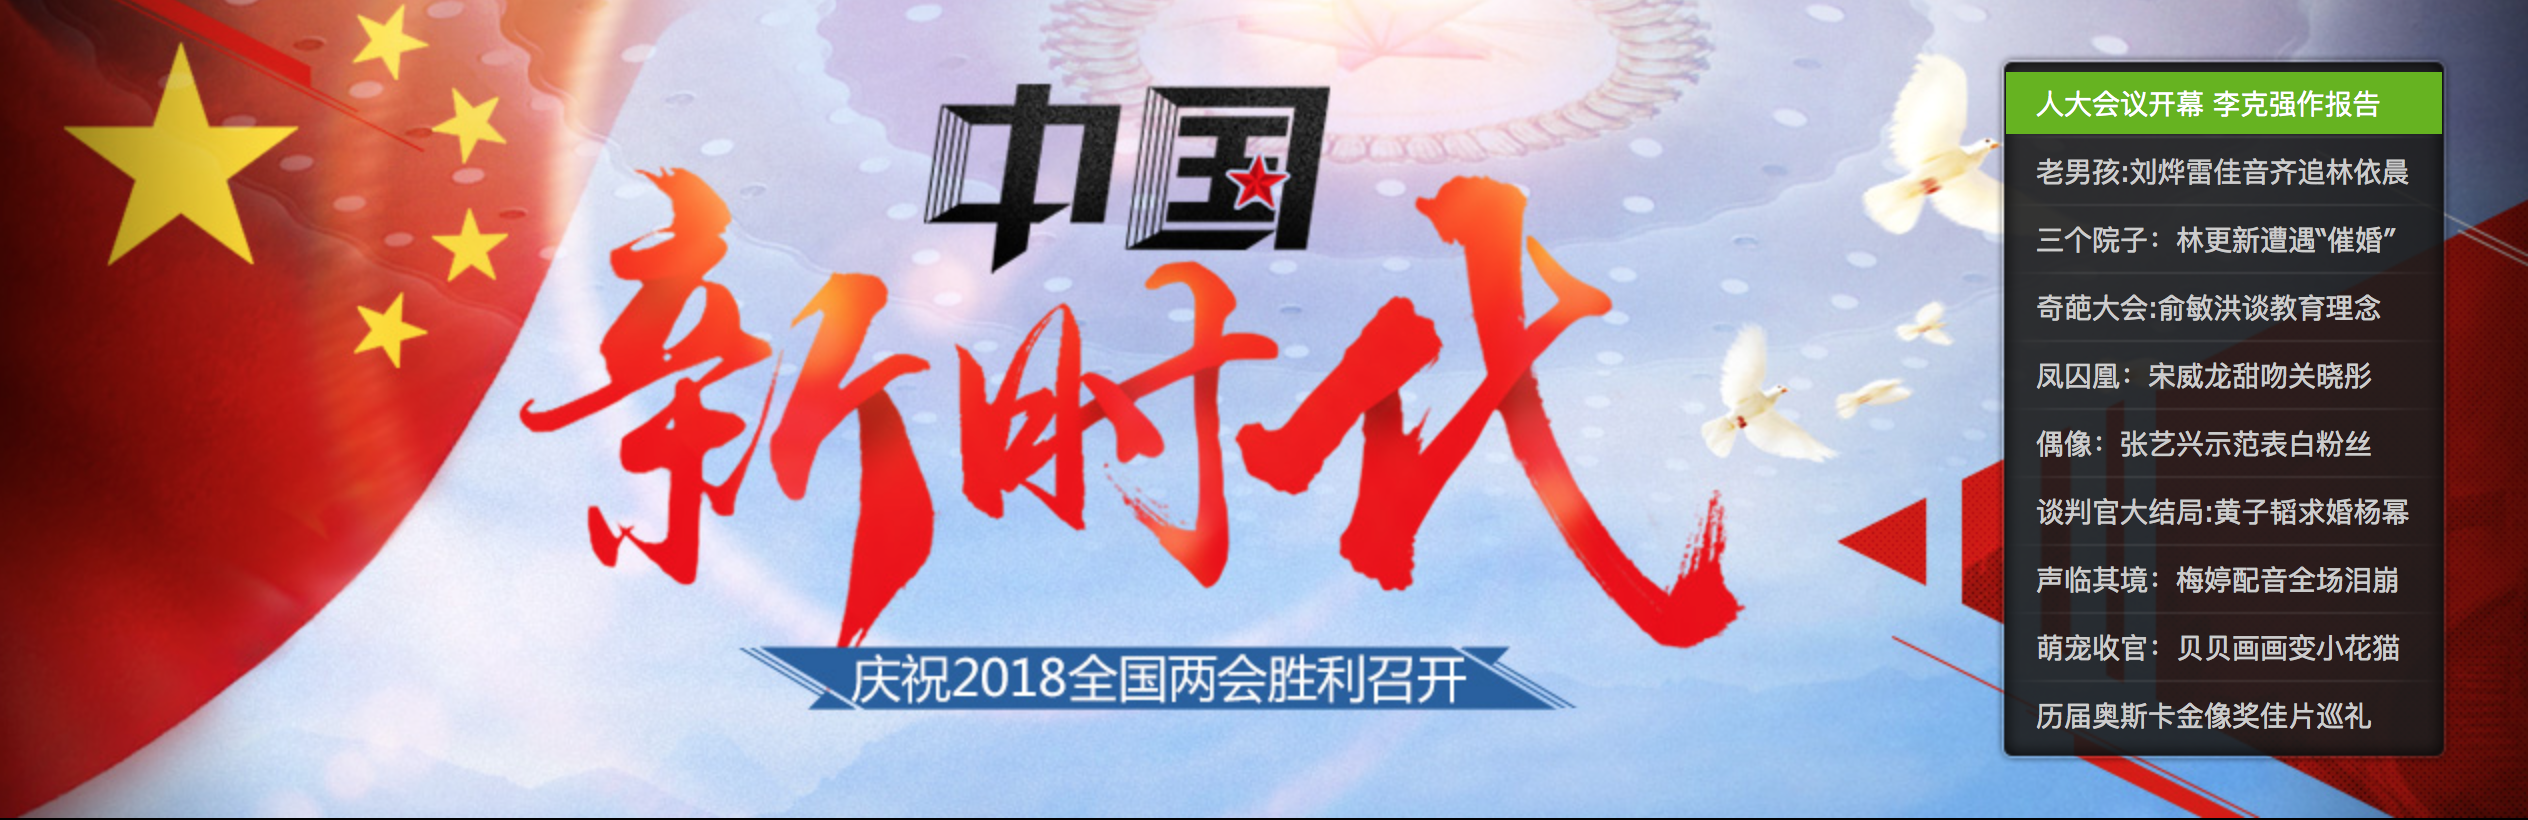 中国
新时代
庆祝2018全国两会胜利召开
人大会议开幕 李克强作报告
老男孩:刘烨雷佳音齐追林依晨
三个院子：林更新遭遇“催婚”
奇葩大会:俞敏洪谈教育理念
凤囚凰：宋威龙甜吻关晓彤
偶像：张艺兴示范表白粉丝
谈判官大结局:黄子韬求婚杨幂
声临其境：梅婷配音全场泪崩
萌宠收官：贝贝画画变小花猫
历届奥斯卡金像奖佳片巡礼